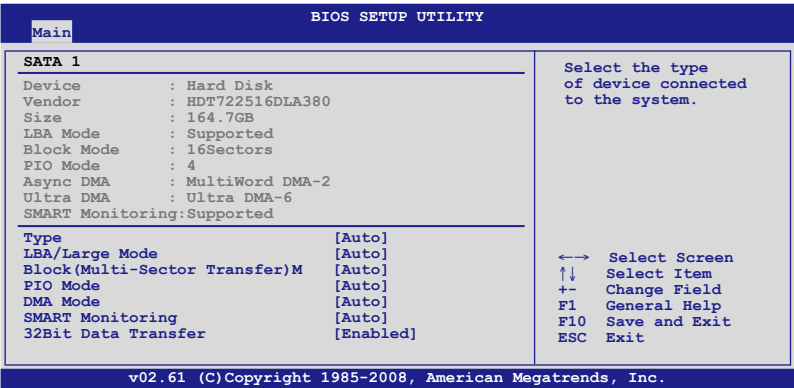 BIOS SETUP UTILITY
Main
SATA 1
Device : Hard Disk
Vendor : HDT722516DLA380
Size : 164.7GB
LBA Mode : Supported
Block Mode : 16Sectors
PIO Mode : 4
Async DMA : MultiWord DMA-2
Ultra DMA : Ultra DMA-6
SMART Monitoring:Supported
Type [Auto]
LBA/Large Mode [Auto]
Block(Multi-Sector Transfer)M [Auto]
PIO Mode [Auto]
DMA Mode [Auto]
SMART Monitoring [Auto]
32Bit Data Transfer [Enabled]
Select the type
of device connected
to the system.
←→ Select Screen
↑↓ Select Item
+- Change Field
F1 General Help
F10 Save and Exit
ESC Exit
v02.61 (C)Copyright 1985-2008, American Megatrends, Inc.